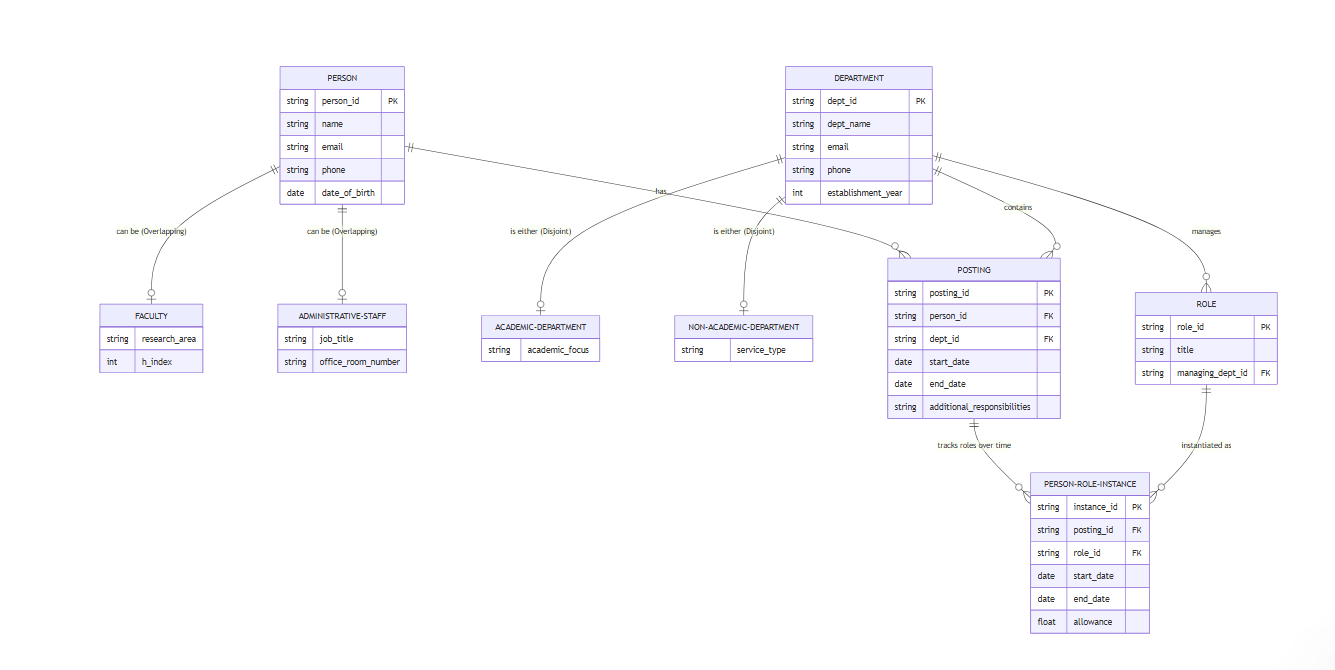 PERSON
string person_id PK
string name
string email
string phone
date date_of_birth
DEPARTMENT
string dept_id PK
string dept_name
string email
string phone
int establishment_year
has
contains
manages
can be (Overlapping)
can be (Overlapping)
is either (Disjoint)
is either (Disjoint)
FACULTY
string research_area
int h_index
ADMINISTRATIVE-STAFF
string job_title
string office_room_number
ACADEMIC-DEPARTMENT
string academic_focus
NON-ACADEMIC-DEPARTMENT
string service_type
POSTING
string posting_id PK
string person_id FK
string dept_id FK
date start_date
date end_date
string additional_responsibilities
ROLE
string role_id PK
string title
string managing_dept_id FK
tracks roles over time
instantiated as
PERSON-ROLE-INSTANCE
string instance_id PK
string posting_id FK
string role_id FK
date start_date
date end_date
float allowance